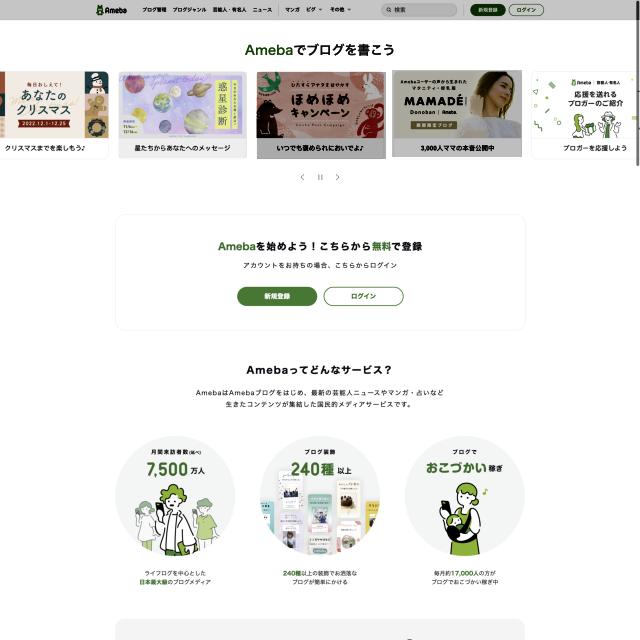 Ameba
ブログ管理 ブログジャンル 芸能人・有名人 ニュース マンガ ピグ その他
検索
新規登録 ログイン
Amebaでブログを書こう
毎日おしえて!
あなたの
クリスマス
2022.12.1-12.25
クリスマスまでを楽しもう♪
惑星診断
星たちからあなたへのメッセージ
ひたすらアナタをほめやす
ほめほめ
キャンペーン
いつでも褒められにおいでよ♪
Amebaユーザーの声から生まれた
マタニティ・授乳服
MAMADÉ
Donoban | Ameba
期間限定ブログ
3,000人ママの本音公開中
Ameba 芸能人・有名人
応援を送れる
ブロガーのご紹介
ブロガーを応援しよう
Amebaを始めよう!こちらから無料で登録
アカウントをお持ちの場合、こちらからログイン
新規登録 ログイン
Amebaってどんなサービス?
AmebaはAmebaブログをはじめ、最新の芸能人ニュースやマンガ・占いなど
生きたコンテンツが集結した国民的メディアサービスです。
月間来訪者数(延べ)
7,500 万人
ライフログを中心とした
日本最大級のブログメディア
ブログ装飾
240種 以上
240種以上の装飾でお洒落な
ブログが簡単にかける
ブログで
おこづかい稼ぎ
毎月約17,000人の方が
ブログでおこづかい稼ぎ中